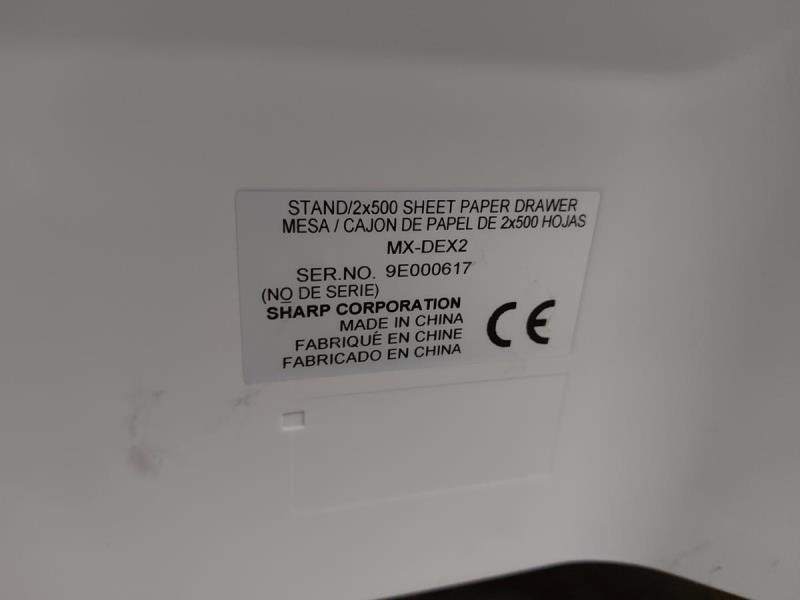 STAND/2x500 SHEET PAPER DRAWER
MESA / CAJON DE PAPEL DE 2x500 HOJAS
MX-DEX2
SER.NO. 9E000617
(NO DE SERIE)
SHARP CORPORATION
MADE IN CHINA
FABRIQUÉ EN CHINE
FABRICADO EN CHINA
CE